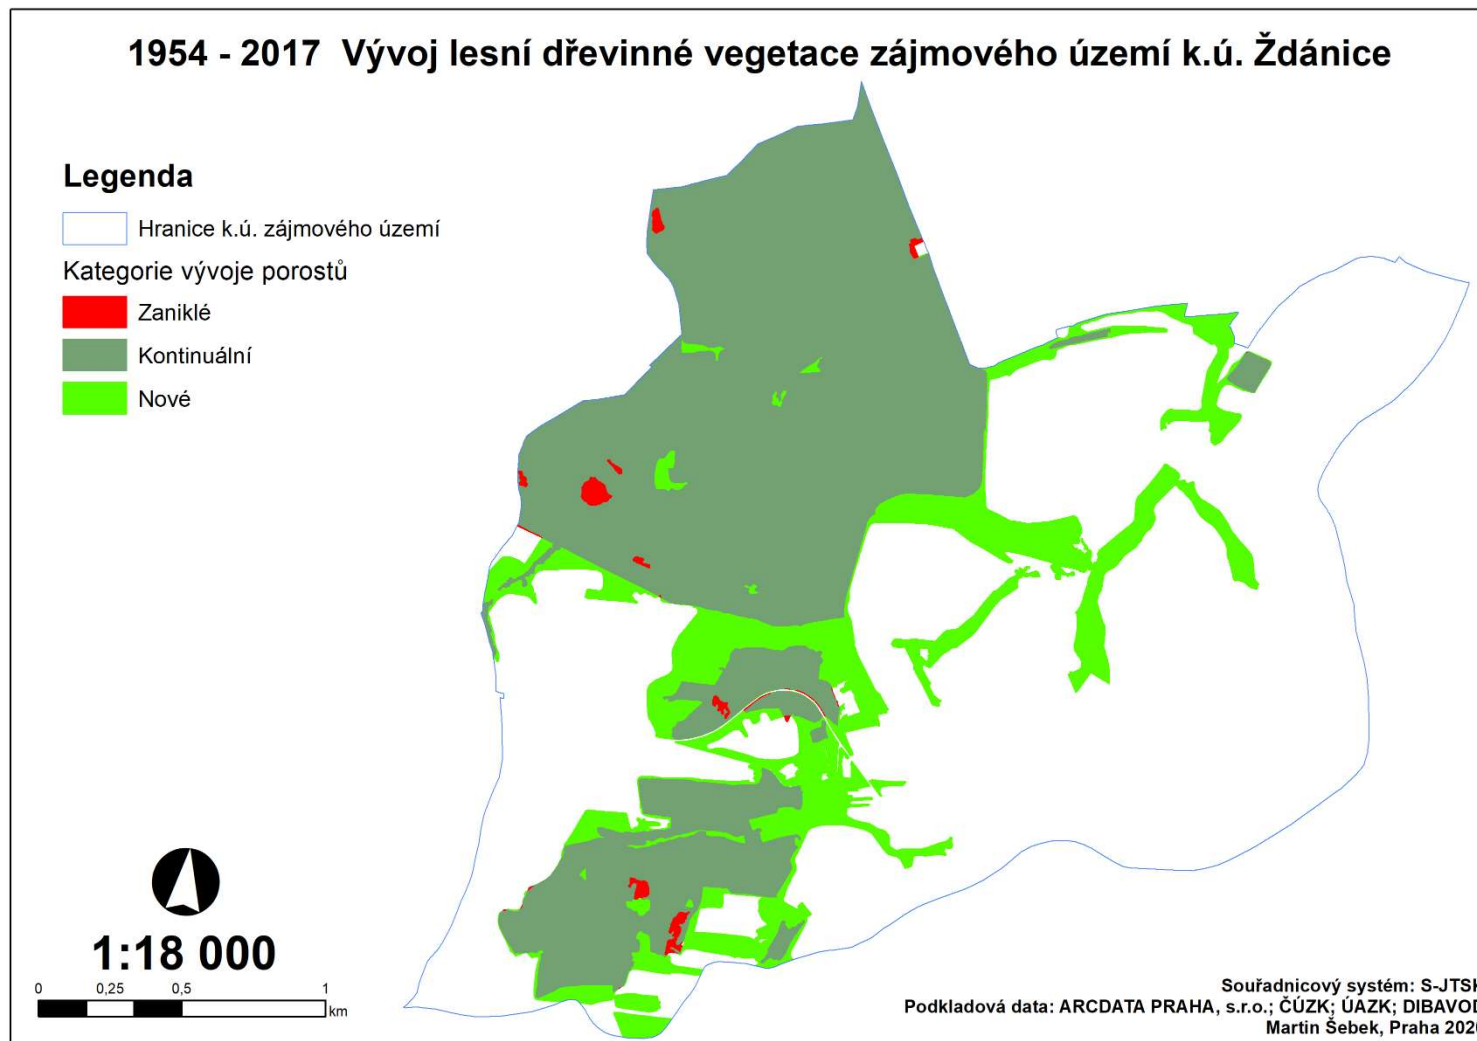 1954 - 2017  Vývoj lesní dřevinné vegetace zájmového území k.ú. Ždánice
Legenda
Hranice k.ú. zájmového území
Kategorie vývoje porostů
Zaniklé
Kontinuální
Nové
1:18 000
0 0,25 0,5 1
km
Souřadnicový systém: S-JTSK
Podkladová data: ARCDATA PRAHA, s.r.o.; ČÚZK; ÚAZK; DIBAVOD
Martin Šebek, Praha 2020